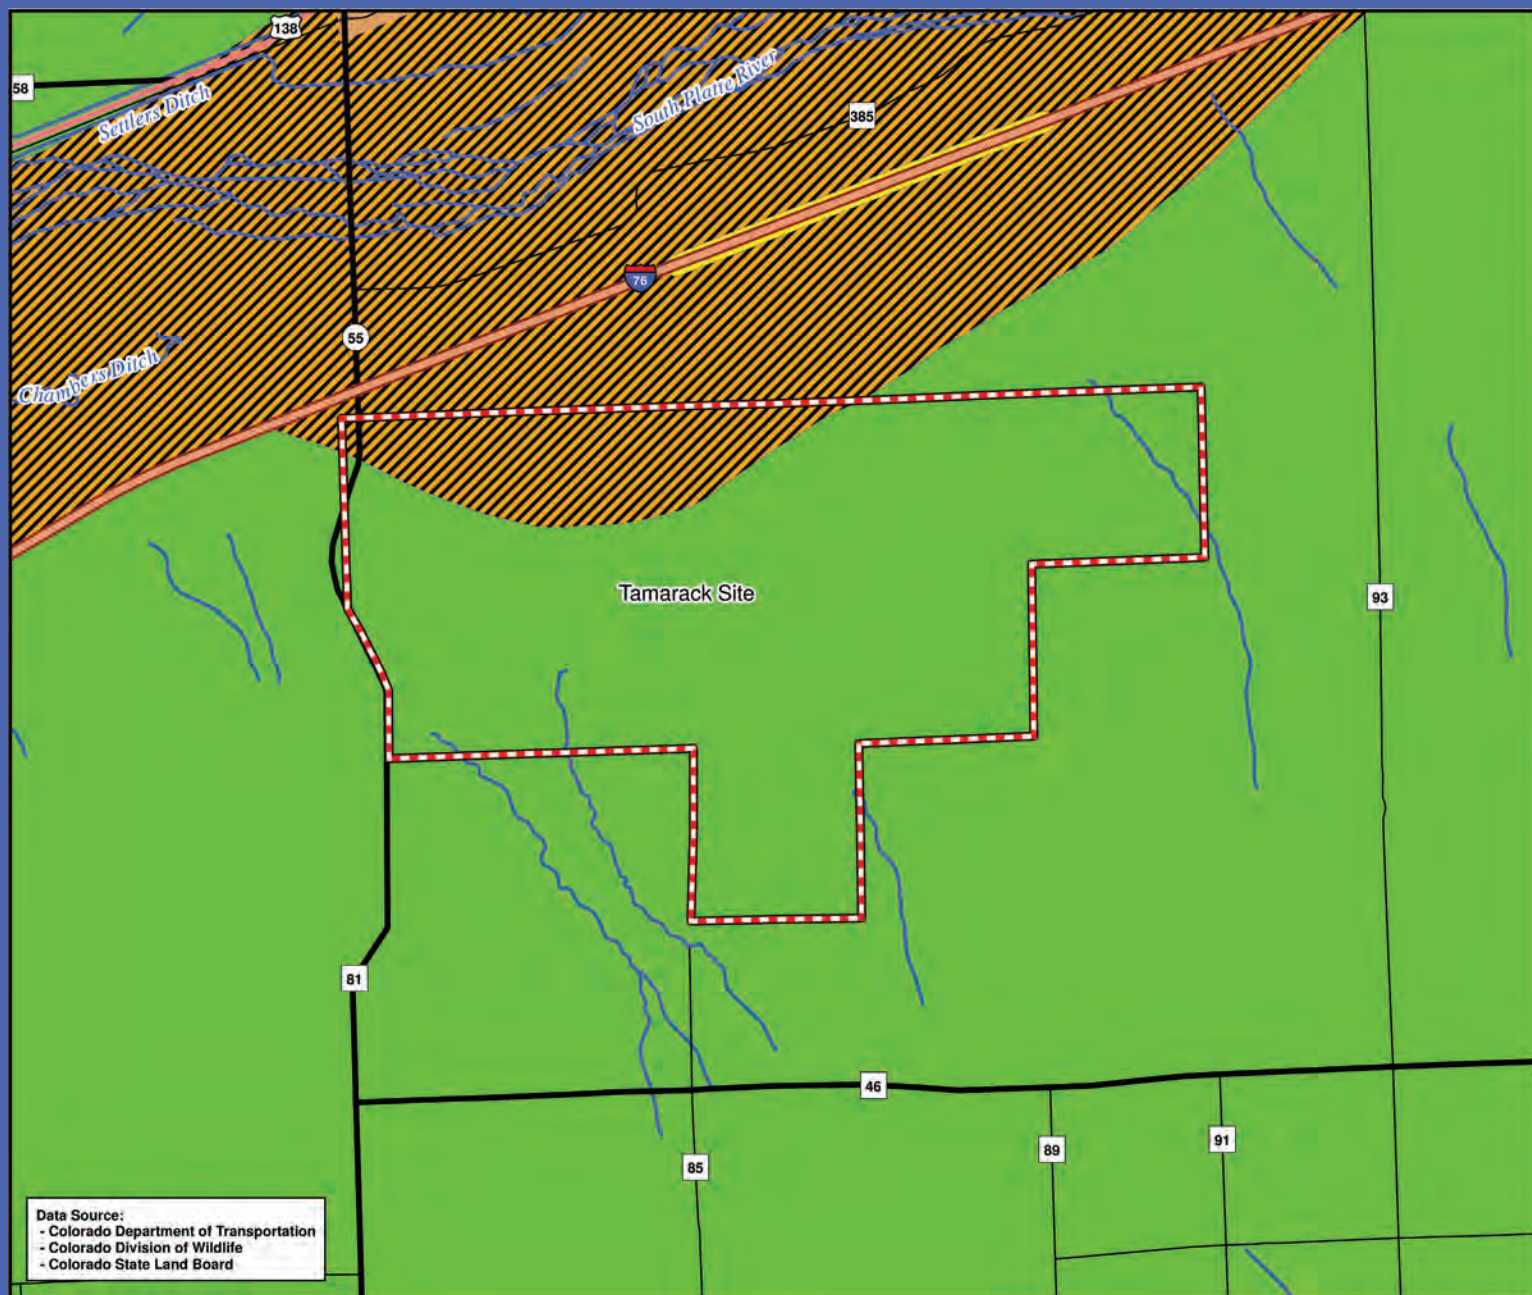 138
58
Settlers Ditch
South Platte River
385
76
55
Chambers Ditch
Tamarack Site
93
81
46
85
89
91
Data Source:
- Colorado Department of Transportation
- Colorado Division of Wildlife
- Colorado State Land Board